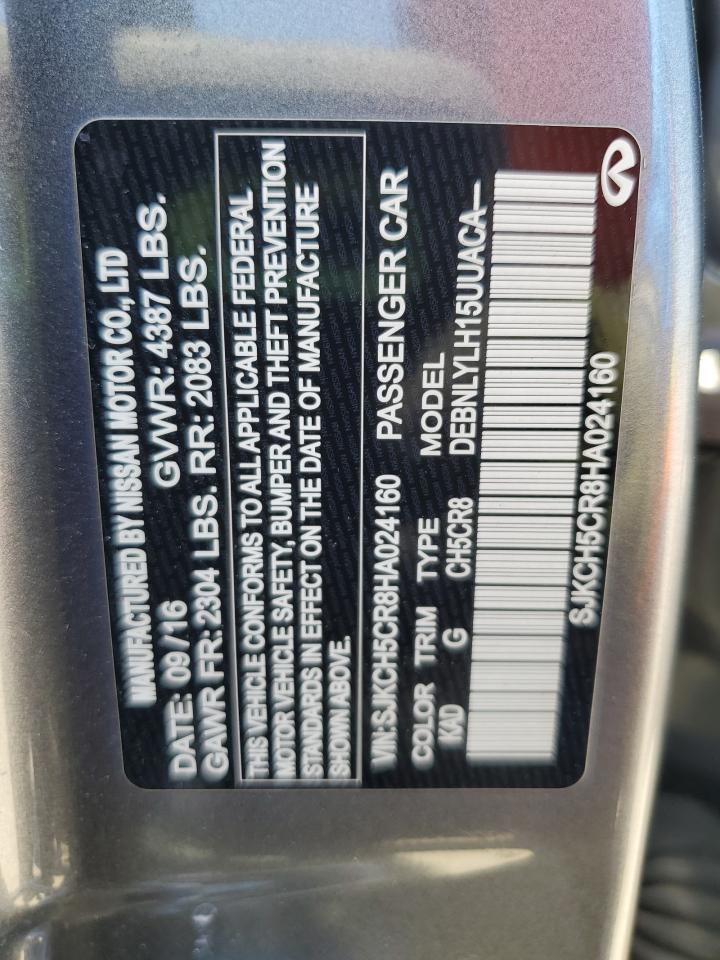 MANUFACTURED BY NISSAN MOTOR CO., LTD
DATE: 09 /16 GVWR: 4387 LBS.
GAWR FR: 2304 LBS. RR: 2083 LBS.
THIS VEHICLE CONFORMS TO ALL APPLICABLE FEDERAL
MOTOR VEHICLE SAFETY, BUMPER AND THEFT PREVENTION
STANDARDS IN EFFECT ON THE DATE OF MANUFACTURE
SHOWN ABOVE.
VIN: SJKCH5CR8HA024160 PASSENGER CAR
COLOR TRIM TYPE MODEL
KAD G CH5CR8 DEBNLYLH15UUACA—
SJKCH5CR8HA024160